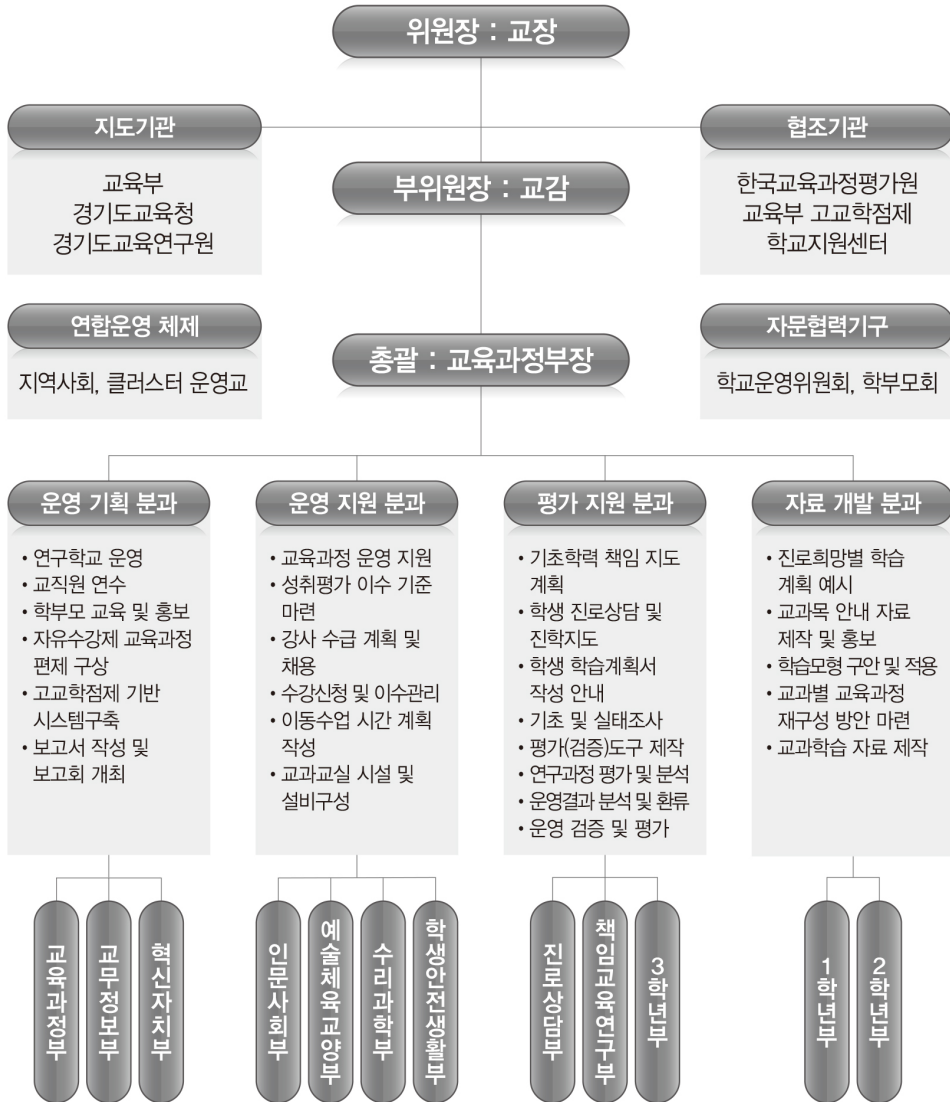 위원장 : 교장
지도기관
교육부
경기도교육청
경기도교육연구원
부위원장 : 교감
협조기관
한국교육과정평가원
교육부 고교학점제
학교지원센터
연합운영 체제
지역사회, 클러스터 운영교
총괄 : 교육과정부장
자문협력기구
학교운영위원회, 학부모회
운영 기획 분과
• 연구학교 운영
• 교직원 연수
• 학부모 교육 및 홍보
• 자유수강제 교육과정
편제 구상
• 고교학점제 기반
시스템구축
• 보고서 작성 및
보고회 개최
운영 지원 분과
• 교육과정 운영 지원
• 성취평가 이수 기준
마련
• 강사 수급 계획 및
채용
• 수강신청 및 이수관리
• 이동수업 시간 계획
작성
• 교과교실 시설 및
설비구성
평가 지원 분과
• 기초학력 책임 지도
계획
• 학생 진로상담 및
진학지도
• 학생 학습계획서
작성 안내
• 기초 및 실태조사
• 평가(검증)도구 제작
• 연구과정 평가 및 분석
• 운영결과 분석 및 환류
• 운영 검증 및 평가
자료 개발 분과
• 진로희망별 학습
계획 예시
• 교과목 안내 자료
제작 및 홍보
• 학습모형 구안 및 적용
• 교과별 교육과정
재구성 방안 마련
• 교과학습 자료 제작
교육과정부
교무정보부
혁신자치부
인문사회부
예술체육교양부
수리과학부
학생안전생활부
진로상담부
책임교육연구부
3학년부
1학년부
2학년부